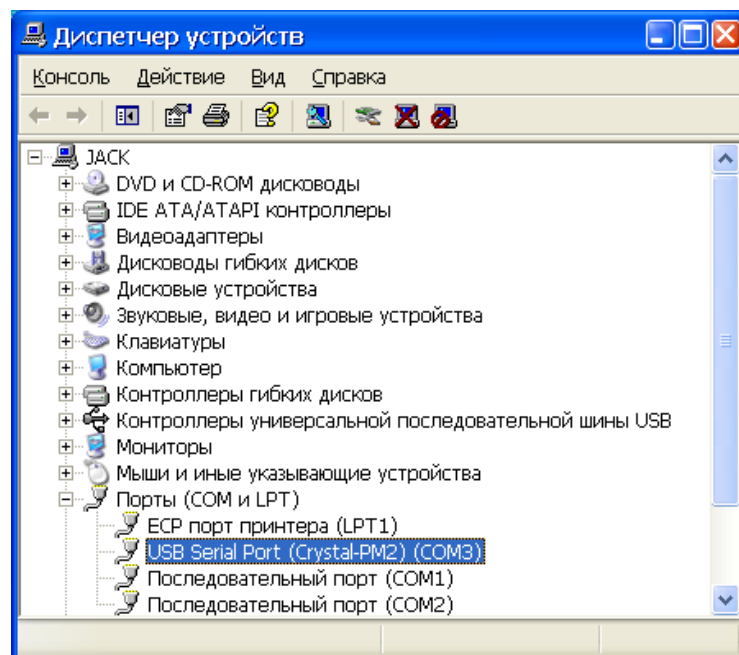 Диспетчер устройств
Консоль Действие Вид Справка
JACK
DVD и CD-ROM дисководы
IDE ATA/ATAPI контроллеры
Видеоадаптеры
Дисководы гибких дисков
Дисковые устройства
Звуковые, видео и игровые устройства
Клавиатуры
Компьютер
Контроллеры гибких дисков
Контроллеры универсальной последовательной шины USB
Мониторы
Мыши и иные указывающие устройства
Порты (COM и LPT)
ECP порт принтера (LPT1)
USB Serial Port (Crystal-PM2) (COM3)
Последовательный порт (COM1)
Последовательный порт (COM2)